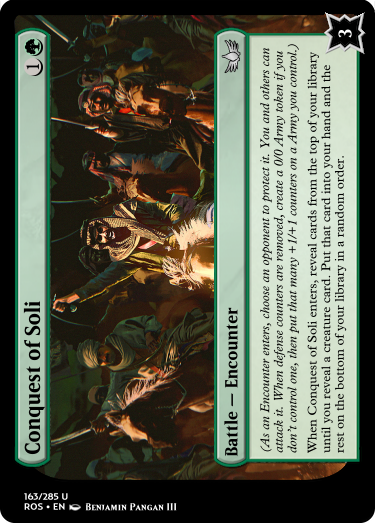 Conquest of Soli
1
Battle — Encounter
(As an Encounter enters, choose an opponent to protect it. You and others can
attack it. When defense counters are removed, create a 0/0 Army token if you
don't control one, then put that many +1/+1 counters on a Army you control.)
When Conquest of Soli enters, reveal cards from the top of your library
until you reveal a creature card. Put that card into your hand and the
rest on the bottom of your library in a random order.
3
163/285 U
ROS • EN Benjamin Pangan III